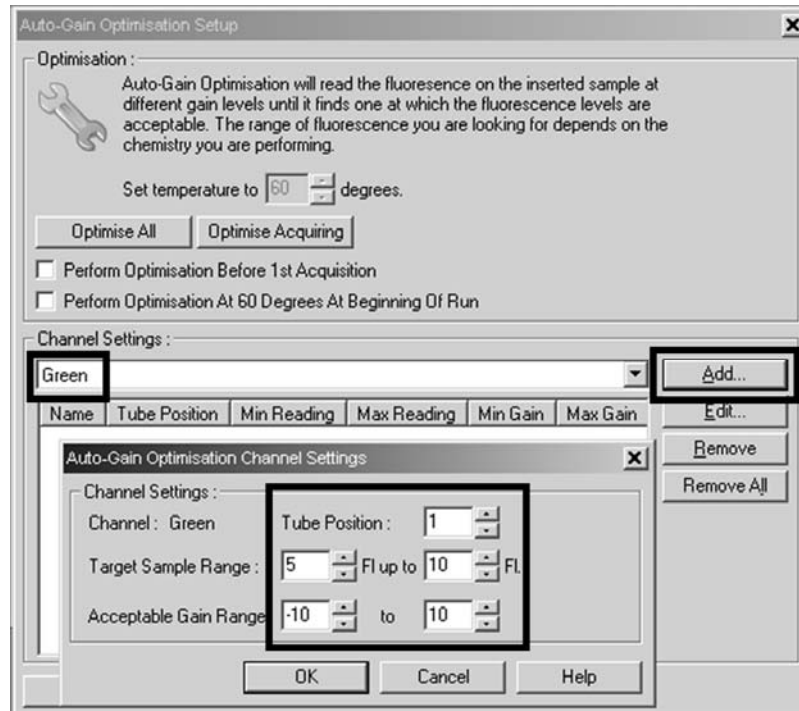 Auto-Gain Optimisation Setup
Optimisation :
Auto-Gain Optimisation will read the fluoresence on the inserted sample at
different gain levels until it finds one at which the fluorescence levels are
acceptable. The range of fluorescence you are looking for depends on the
chemistry you are performing.
Set temperature to 60 degrees.
Optimise All Optimise Acquiring
Perform Optimisation Before 1st Acquisition
Perform Optimisation At 60 Degrees At Beginning Of Run
Channel Settings :
Green Add...
Name Tube Position Min Reading Max Reading Min Gain Max Gain Edit...
Remove
Remove All
Auto-Gain Optimisation Channel Settings
Channel Settings :
Channel : Green Tube Position : 1
Target Sample Range : 5 Fl up to 10 Fl.
Acceptable Gain Range -10 to 10
OK Cancel Help